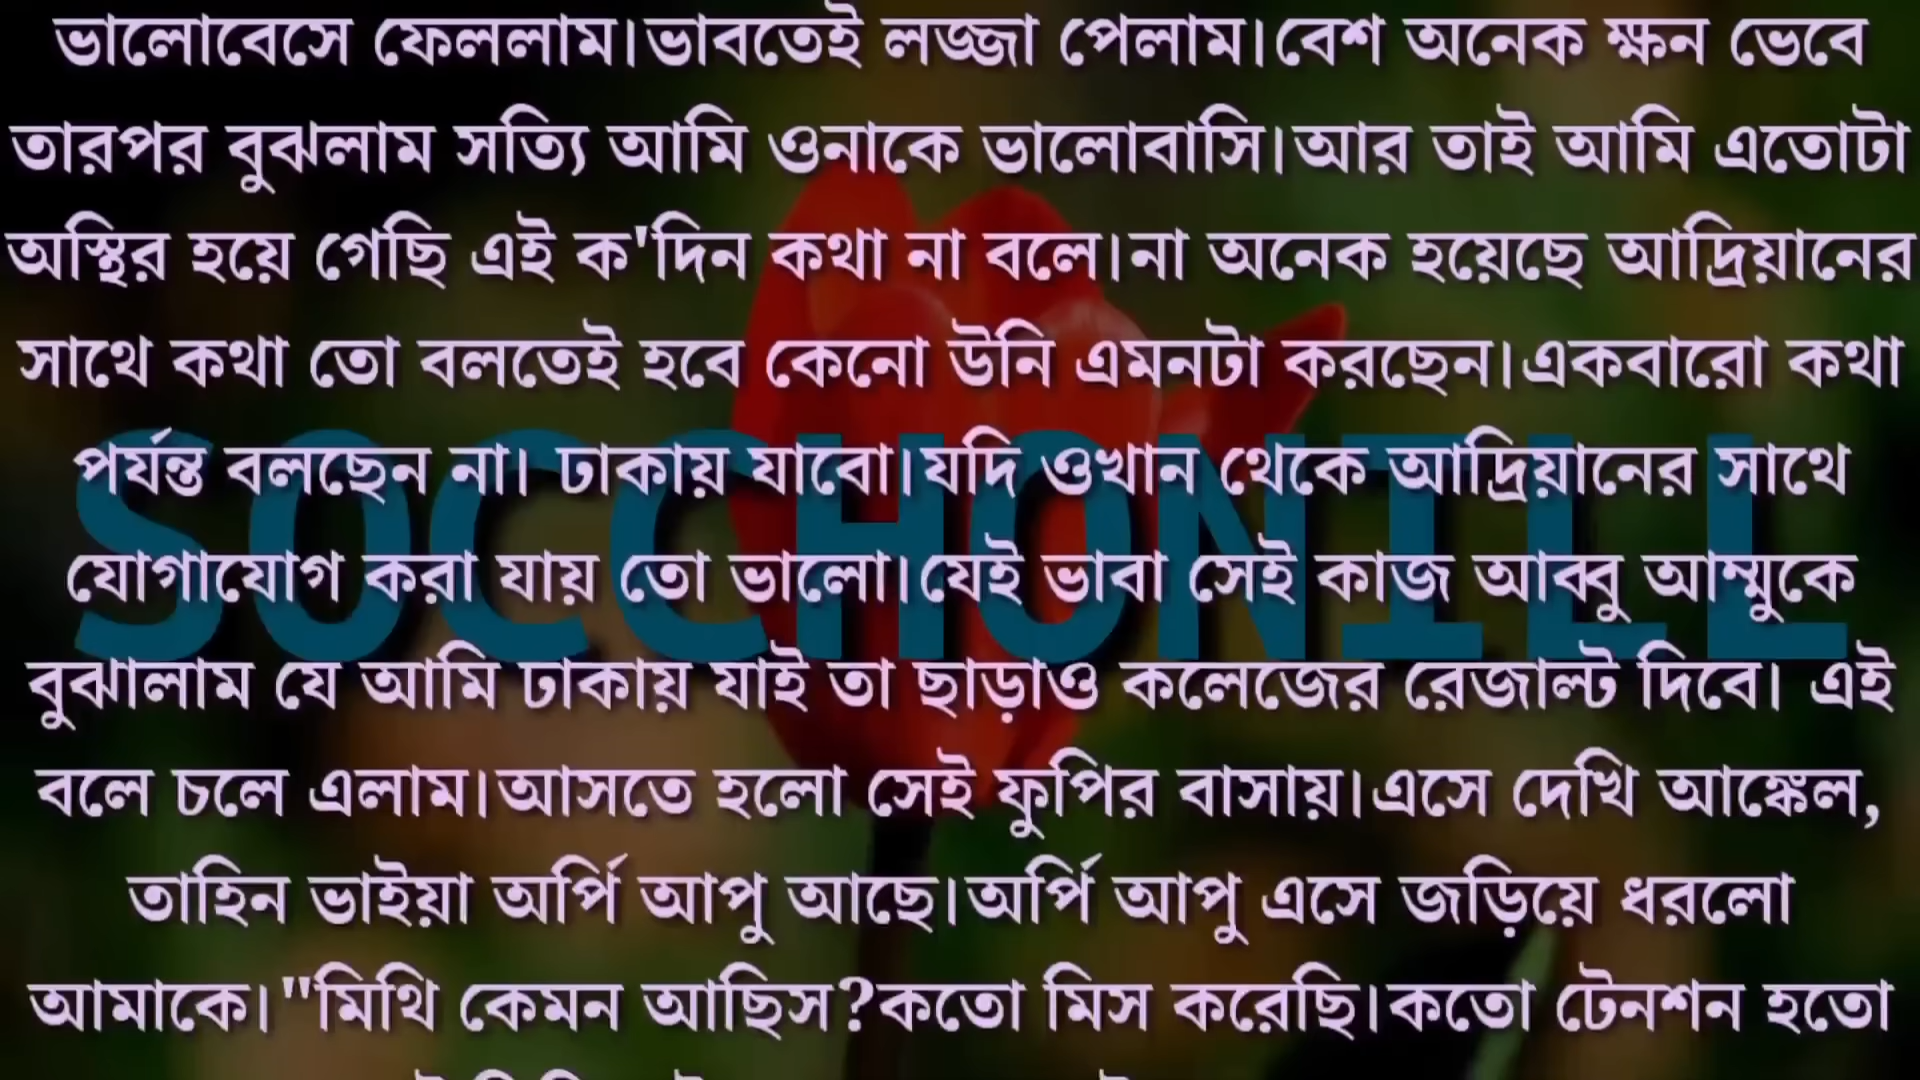 ভালোবেসে ফেললাম।ভাবতেই লজ্জা পেলাম।বেশ অনেক ক্ষন ভেবে
তারপর বুঝলাম সত্যি আমি ওনাকে ভালোবাসি।আর তাই আমি এতোটা
অস্থির হয়ে গেছি এই ক'দিন কথা না বলে।না অনেক হয়েছে আদ্রিয়ানের
সাথে কথা তো বলতেই হবে কেনো উনি এমনটা করছেন।একবারো কথা
পর্যন্ত বলছেন না। ঢাকায় যাবো।যদি ওখান থেকে আদ্রিয়ানের সাথে
SOCCHONILL
যোগাযোগ করা যায় তো ভালো।যেই ভাবা সেই কাজ আব্বু আম্মুকে
বুঝালাম যে আমি ঢাকায় যাই তা ছাড়াও কলেজের রেজাল্ট দিবে। এই
বলে চলে এলাম।আসতে হলো সেই ফুপির বাসায়।এসে দেখি আঙ্কেল,
তাহিন ভাইয়া অর্পি আপু আছে।অর্পি আপু এসে জড়িয়ে ধরলো
আমাকে।"মিথি কেমন আছিস?কতো মিস করেছি।কতো টেনশন হতো